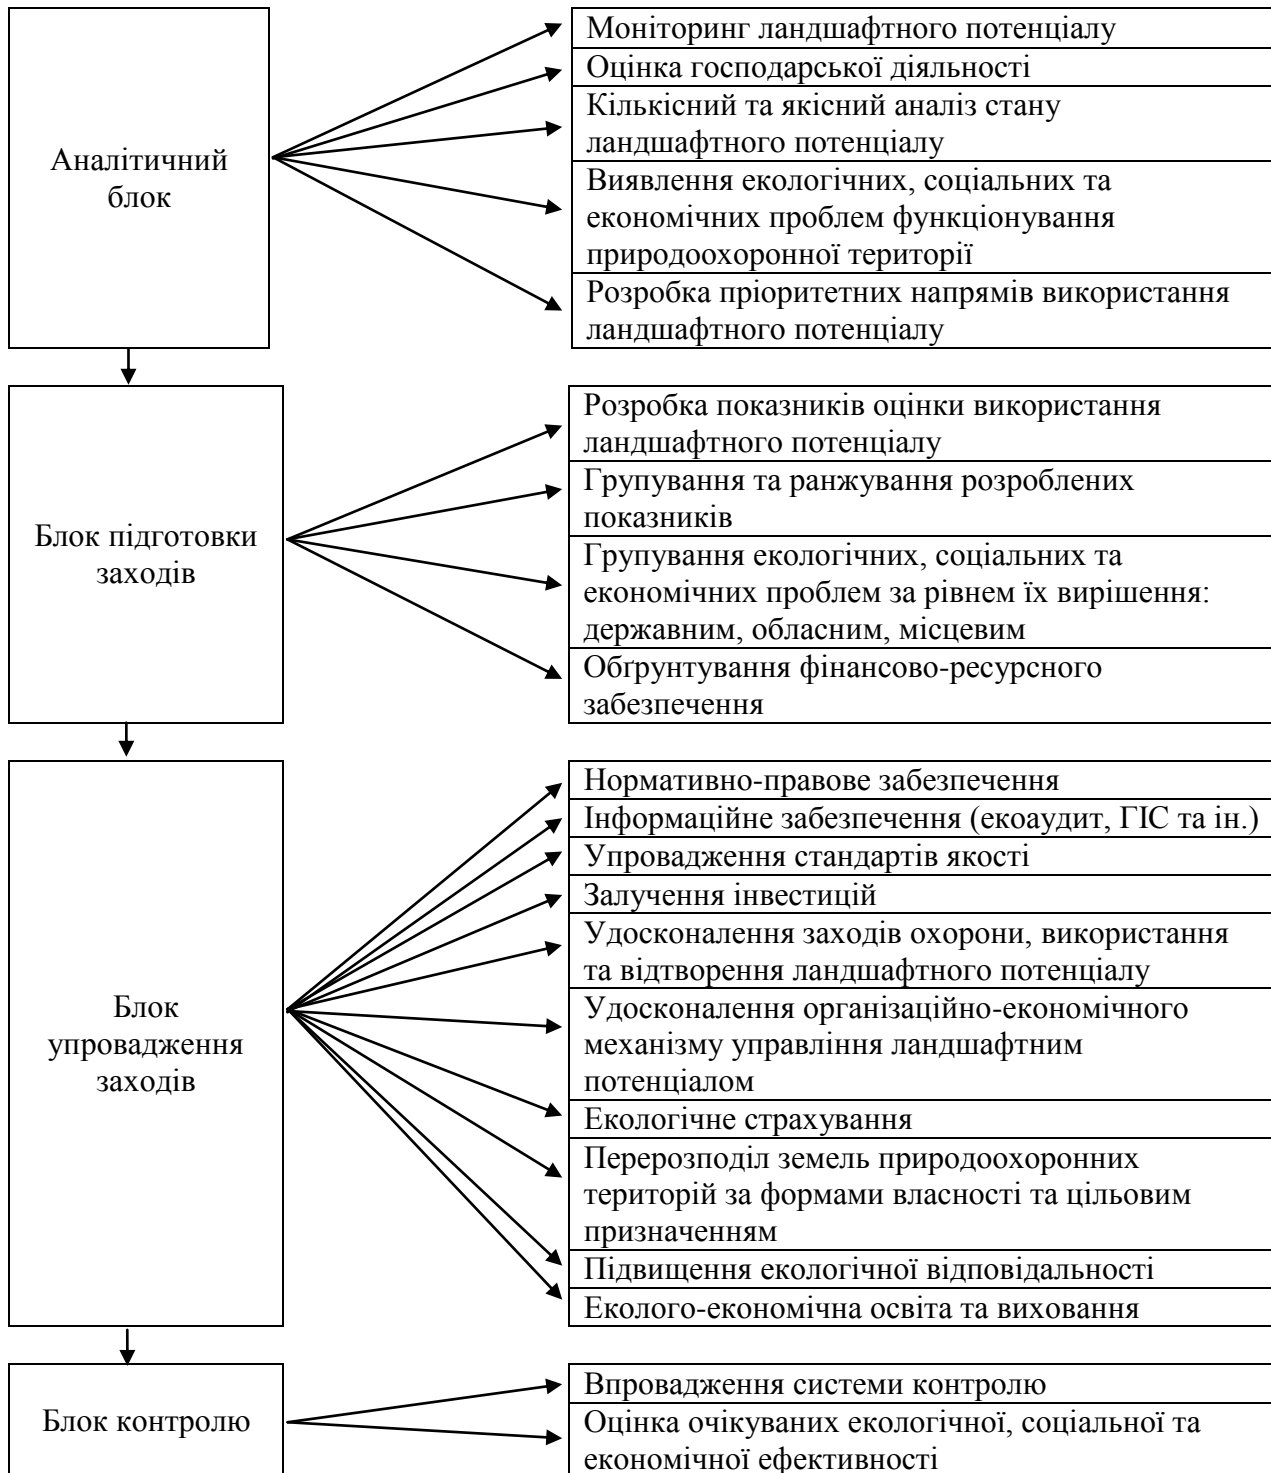 Аналітичний
блок
Моніторинг ландшафтного потенціалу
Оцінка господарської діяльності
Кількісний та якісний аналіз стану
ландшафтного потенціалу
Виявлення екологічних, соціальних та
економічних проблем функціонування
природоохоронної території
Розробка пріоритетних напрямів використання
ландшафтного потенціалу
Блок підготовки
заходів
Розробка показників оцінки використання
ландшафтного потенціалу
Групування та ранжування розроблених
показників
Групування екологічних, соціальних та
економічних проблем за рівнем їх вирішення:
державним, обласним, місцевим
Обґрунтування фінансово-ресурсного
забезпечення
Блок
упровадження
заходів
Нормативно-правове забезпечення
Інформаційне забезпечення (екоаудит, ГІС та ін.)
Упровадження стандартів якості
Залучення інвестицій
Удосконалення заходів охорони, використання
та відтворення ландшафтного потенціалу
Удосконалення організаційно-економічного
механізму управління ландшафтним
потенціалом
Екологічне страхування
Перерозподіл земель природоохоронних
територій за формами власності та цільовим
призначенням
Підвищення екологічної відповідальності
Еколого-економічна освіта та виховання
Блок контролю
Впровадження системи контролю
Оцінка очікуваних екологічної, соціальної та
економічної ефективності